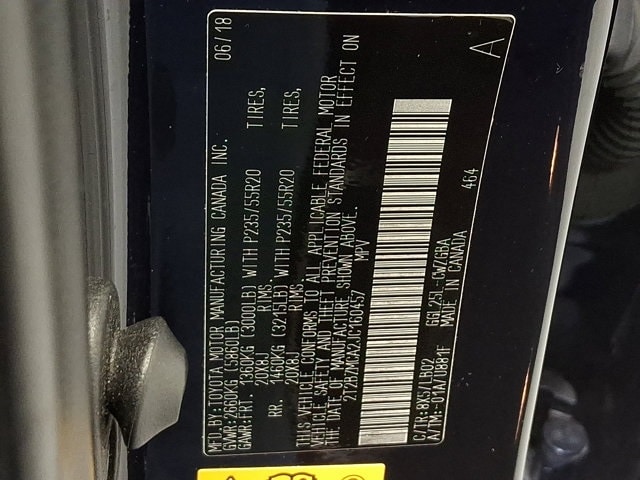 MFD. BY:TOYOTA MOTOR MANUFACTURING CANADA INC. 06/18
GVWR:2660KG (5860LB)
GAWR:FRT. 1360KG (3000LB) WITH P235/55R20 TIRES,
20X8J RIMS.
RR. 1460KG (3215LB) WITH P235/55R20 TIRES,
20X8J RIMS.
THIS VEHICLE CONFORMS TO ALL APPLICABLE FEDERAL MOTOR
VEHICLE SAFETY AND THEFT PREVENTION STANDARDS IN EFFECT ON
THE DATE OF MANUFACTURE SHOWN ABOVE.
2T2BZMCA2JC160457 MPV
464 A
C/TR:8X5/LB02 GGL25L-CWZGBA
A/TM:-01A/U881F MADE IN CANADA